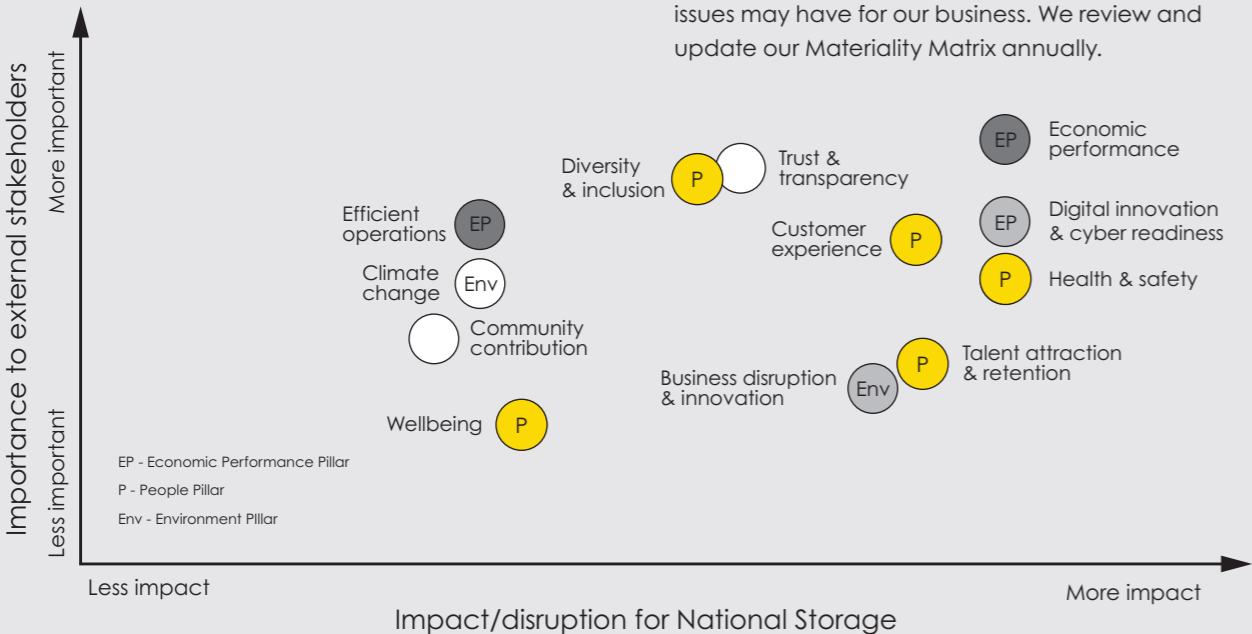 issues may have for our business. We review and
update our Materiality Matrix annually.
Importance to external stakeholders
More important
Less important
EP
Economic
performance
Diversity
& inclusion
P
Trust &
transparency
Efficient
operations
EP
Customer
experience
P
EP
Digital innovation
& cyber readiness
Climate
change
Env
P
Health & safety
Community
contribution
Business disruption
& innovation
Env
P
Talent attraction
& retention
Wellbeing
P
EP - Economic Performance Pillar
P - People Pillar
Env - Environment PIllar
Less impact
More impact
Impact/disruption for National Storage